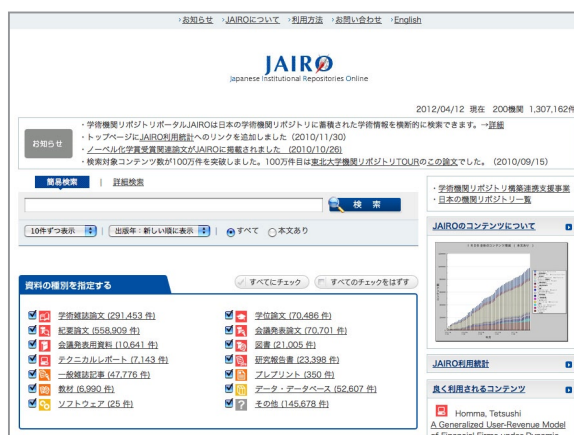 ›お知らせ ›JAIROについて ›利用方法 ›お問い合わせ ›English
JAIRO
Japanese Institutional Repositories Online
2012/04/12 現在 200機関 1,307,162件
お知らせ
・学術機関リポジトリポータルJAIROは日本の学術機関リポジトリに蓄積された学術情報を横断的に検索できます。→詳細
・トップページにJAIRO利用統計へのリンクを追加しました (2010/11/30)
・ノーベル化学賞受賞関連論文がJAIROに掲載されました (2010/10/26)
・検索対象コンテンツ数が100万件を突破しました。100万件目は東北大学機関リポジトリTOURのこの論文でした。 (2010/09/15)
簡易検索 | 詳細検索
検 索
10件ずつ表示 | 出版年：新しい順に表示 | すべて 本文あり
資料の種別を指定する すべてにチェック すべてのチェックをはずす
学術雑誌論文 (291,453 件) 学位論文 (70,486 件)
紀要論文 (558,909 件) 会議発表論文 (70,701 件)
会議発表用資料 (10,641 件) 図書 (21,005 件)
テクニカルレポート (7,143 件) 研究報告書 (23,398 件)
一般雑誌記事 (47,776 件) プレプリント (350 件)
教材 (6,990 件) データ・データベース (52,607 件)
ソフトウェア (25 件) その他 (145,678 件)
・学術機関リポジトリ構築連携支援事業
・日本の機関リポジトリ一覧
JAIROのコンテンツについて
JAIRO利用統計
良く利用されるコンテンツ
Homma, Tetsushi
A Generalized User-Revenue Model
of Financial Firms under Dynamic